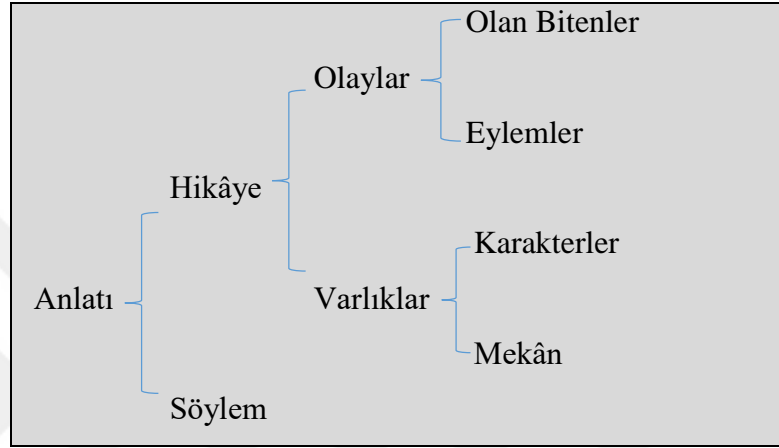 Olan Bitenler
Olaylar
Eylemler
Hikâye
Karakterler
Anlatı
Varlıklar
Mekân
Söylem